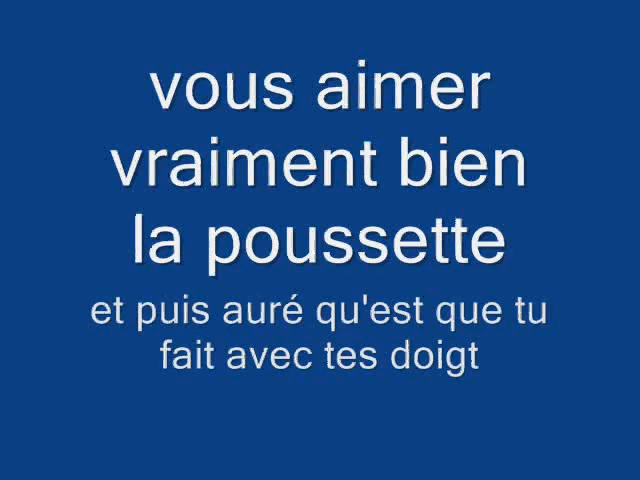 vous aimer
vraiment bien
la poussette
et puis auré qu'est que tu
fait avec tes doigt